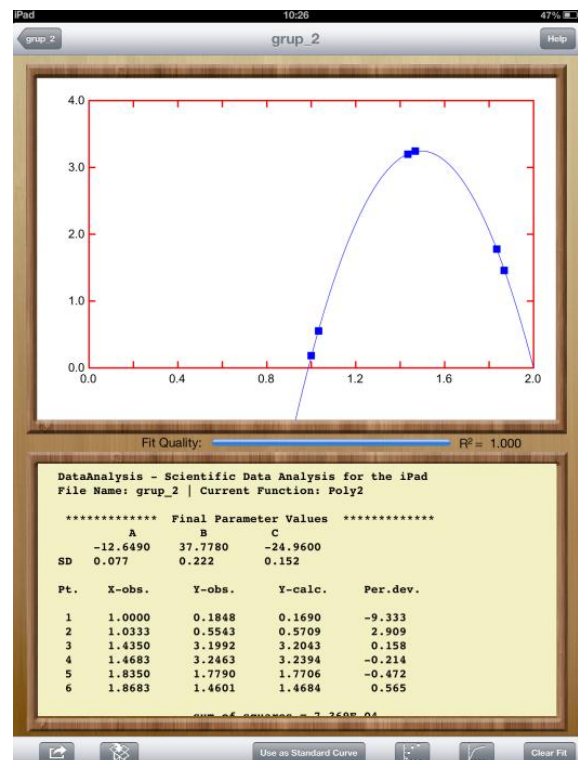 iPad 10:26 47%
grup_2 grup_2 Help
4.0
3.0
2.0
1.0
0.0
0.0 0.4 0.8 1.2 1.6 2.0
Fit Quality: R² = 1.000
DataAnalysis - Scientific Data Analysis for the iPad
File Name: grup_2 | Current Function: Poly2
************* Final Parameter Values *************
A B C
-12.6490 37.7780 -24.9600
SD 0.077 0.222 0.152
Pt. X-obs. Y-obs. Y-calc. Per.dev.
1 1.0000 0.1848 0.1690 -9.333
2 1.0333 0.5543 0.5709 2.909
3 1.4350 3.1992 3.2043 0.158
4 1.4683 3.2463 3.2394 -0.214
5 1.8350 1.7790 1.7706 -0.472
6 1.8683 1.4601 1.4684 0.565
sum of squares = 7.369E-04
Use as Standard Curve Clear Fit